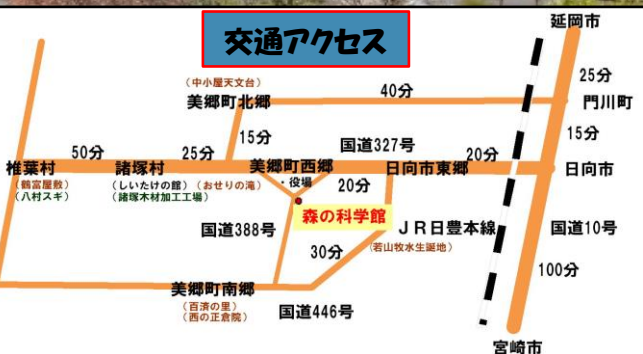 交通アクセス
延岡市
(中小屋天文台)
美郷町北郷
40分
25分
門川町
15分
15分
国道327号
50分
25分
20分
椎葉村
諸塚村
美郷町西郷
日向市東郷
日向市
(鶴富屋敷)
(しいたけの館)
(おせりの滝)
・役場
20分
(八村スギ)
(諸塚木材加工工場)
森の科学館
国道388号
JR日豊本線
国道10号
30分
(若山牧水生誕地)
100分
美郷町南郷
(百済の里)
国道446号
(西の正倉院)
宮崎市